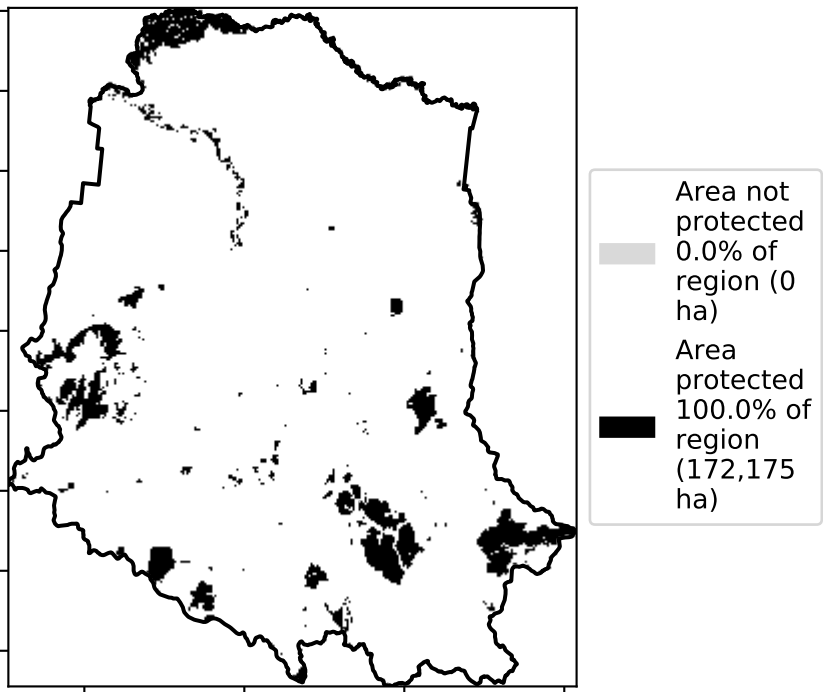 Area not
protected
0.0% of
region (0
ha)
Area
protected
100.0% of
region
(172,175
ha)